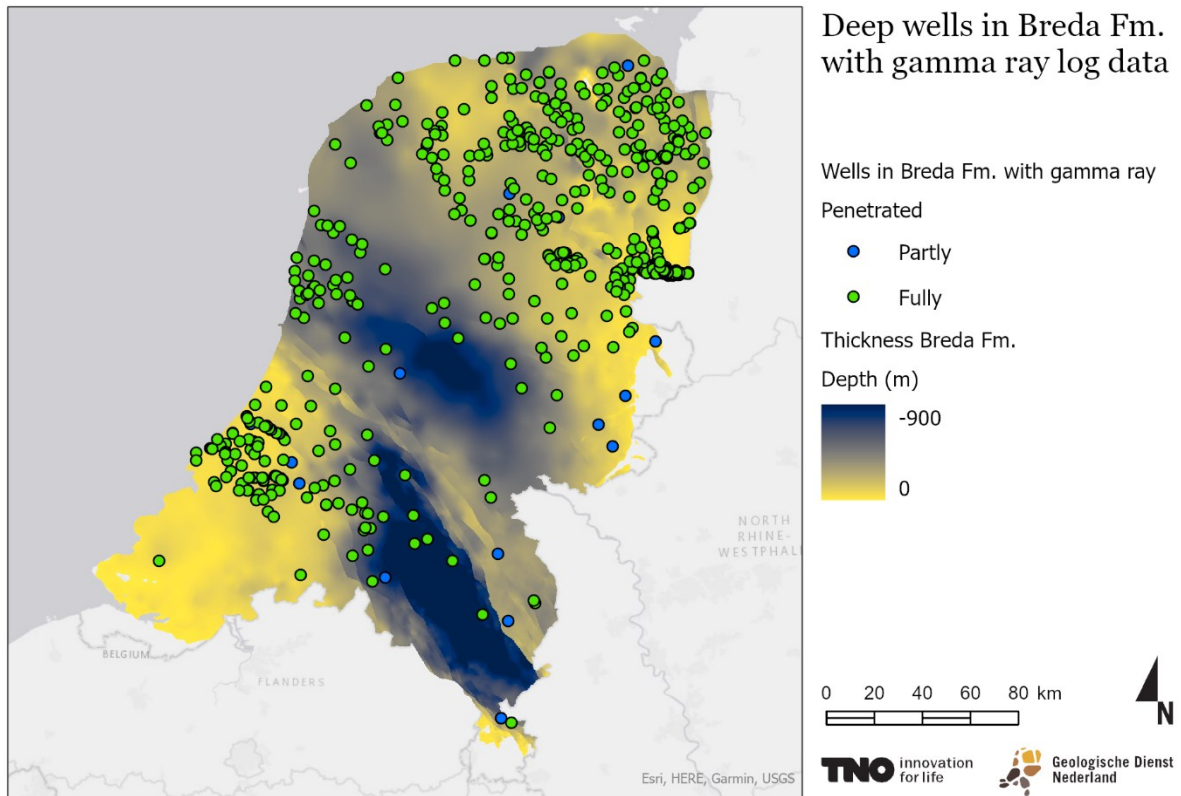 Deep wells in Breda Fm.
with gamma ray log data
Wells in Breda Fm. with gamma ray
Penetrated
Partly
Fully
Thickness Breda Fm.
Depth (m)
-900
0
NORTH
RHINE-
WESTPHAL
BELGIUM
FLANDERS
0 20 40 60 80 km
N
Esri, HERE, Garmin, USGS
TNO innovation
for life
Geologische Dienst
Nederland